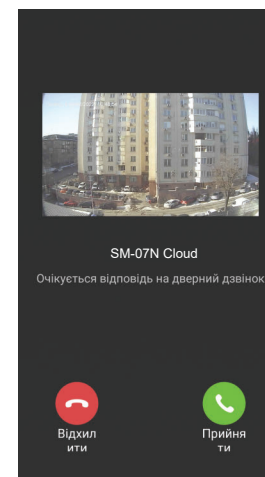 SM-07N Cloud
Очікується відповідь на дверний дзвінок
Відхил
ити
Прийня
ти